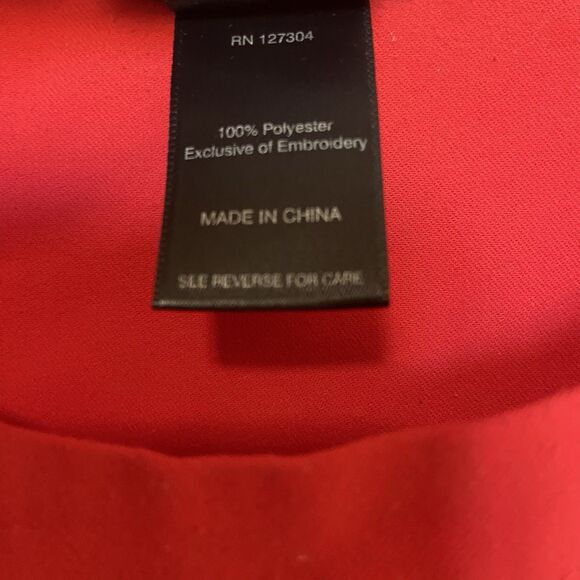 RN 127304
100% Polyester
Exclusive of Embroidery
MADE IN CHINA
SEE REVERSE FOR CARE